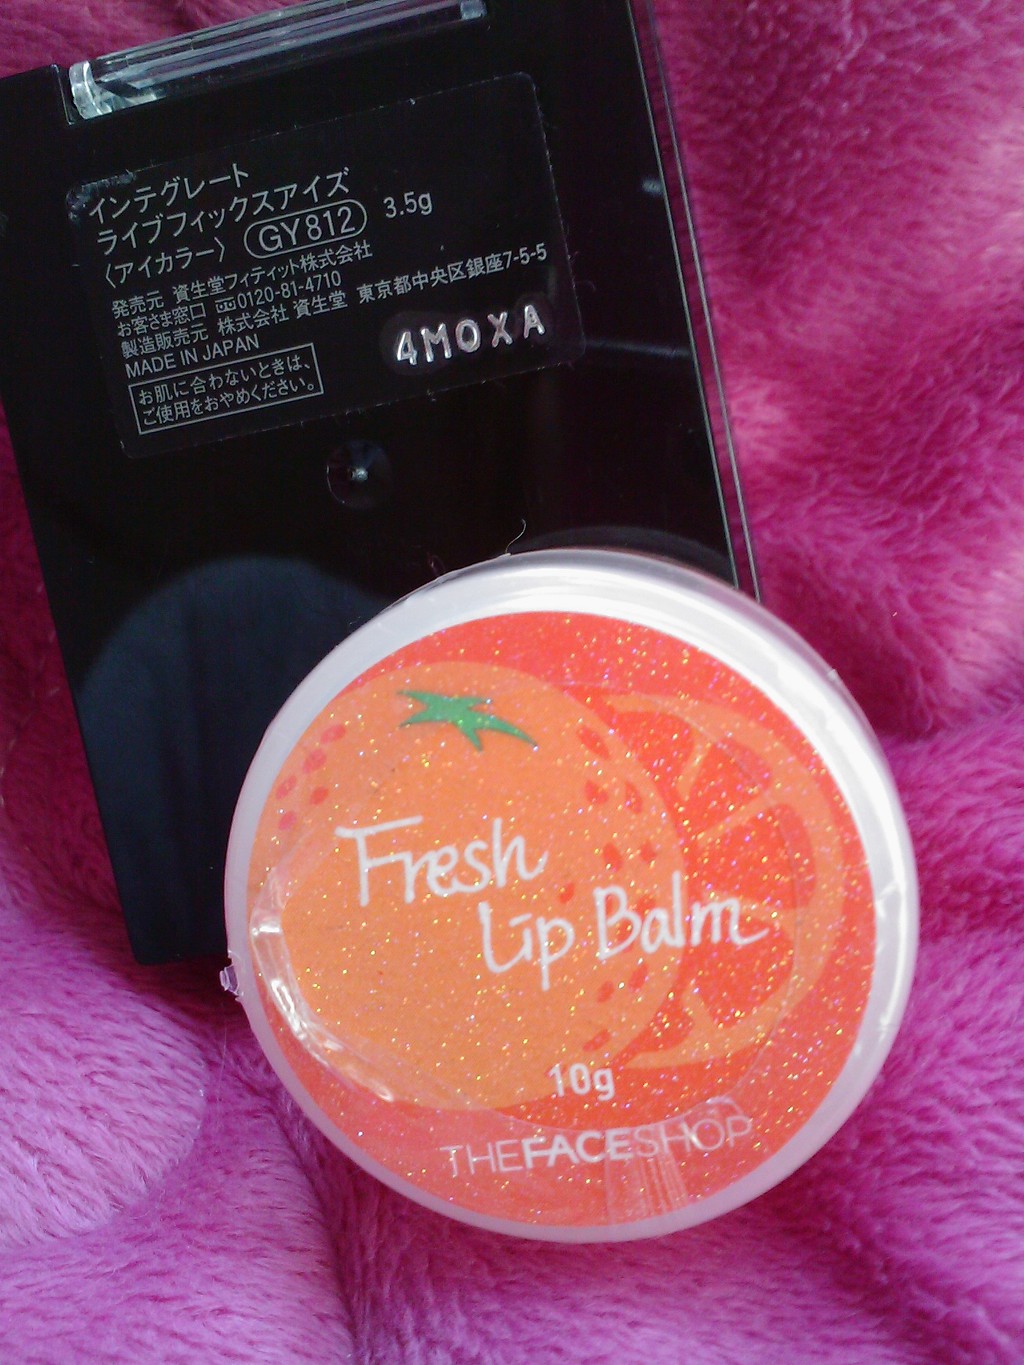 インテグレート
ライブフィックスアイズ
〈アイカラー〉 GY812 3.5g
発売元 資生堂フィティット株式会社
お客さま窓口 0120-81-4710
製造販売元 株式会社 資生堂 東京都中央区銀座7-5-5
MADE IN JAPAN
お肌に合わないときは、
ご使用をおやめください。
4MOXA
Fresh
Lip Balm
10g
THEFACESHOP